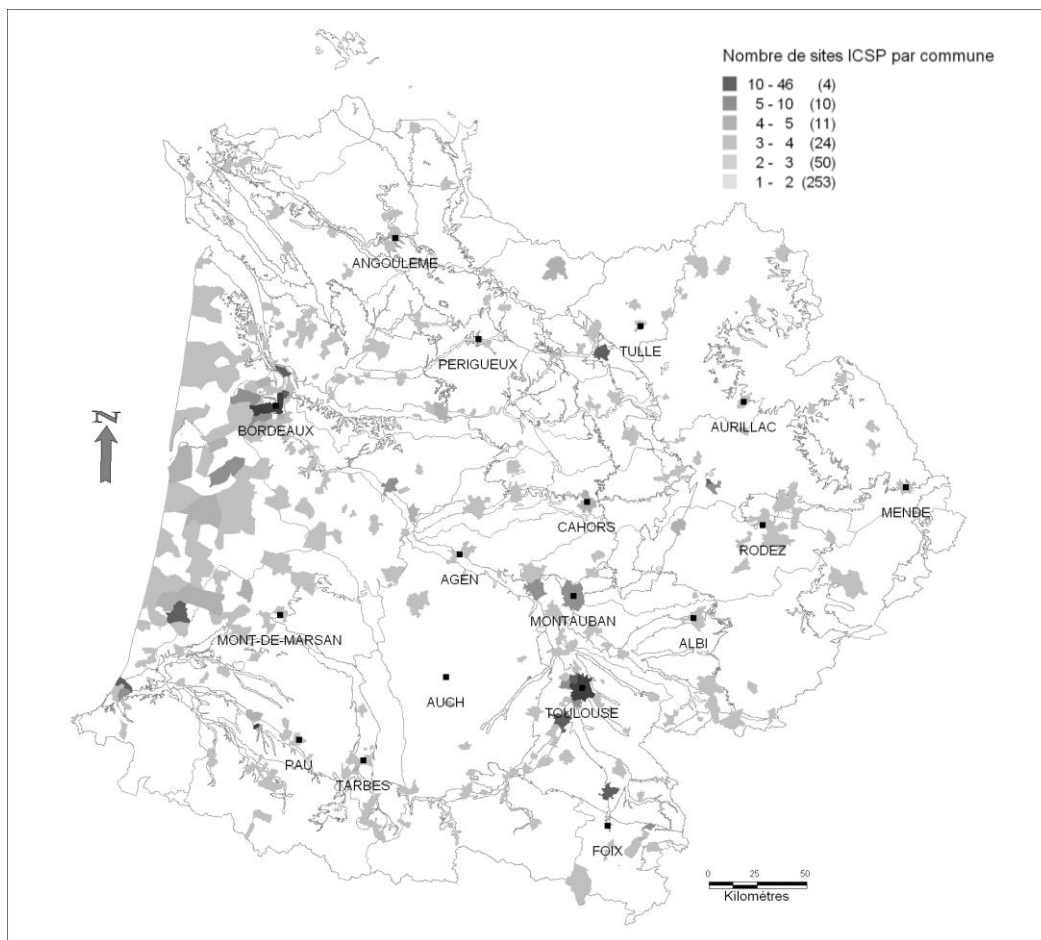 Nombre de sites ICSP par commune
10 - 46 (4)
5 - 10 (10)
4 - 5 (11)
3 - 4 (24)
2 - 3 (50)
1 - 2 (253)
ANGOULEME
PERIGUEUX
TULLE
AURILLAC
BORDEAUX
N
MENDE
CAHORS
RODEZ
AGEN
MONTAUBAN
ALBI
MONT-DE-MARSAN
AUCH
TOULOUSE
PAU
TARBES
FOIX
0 25 50
Kilomètres